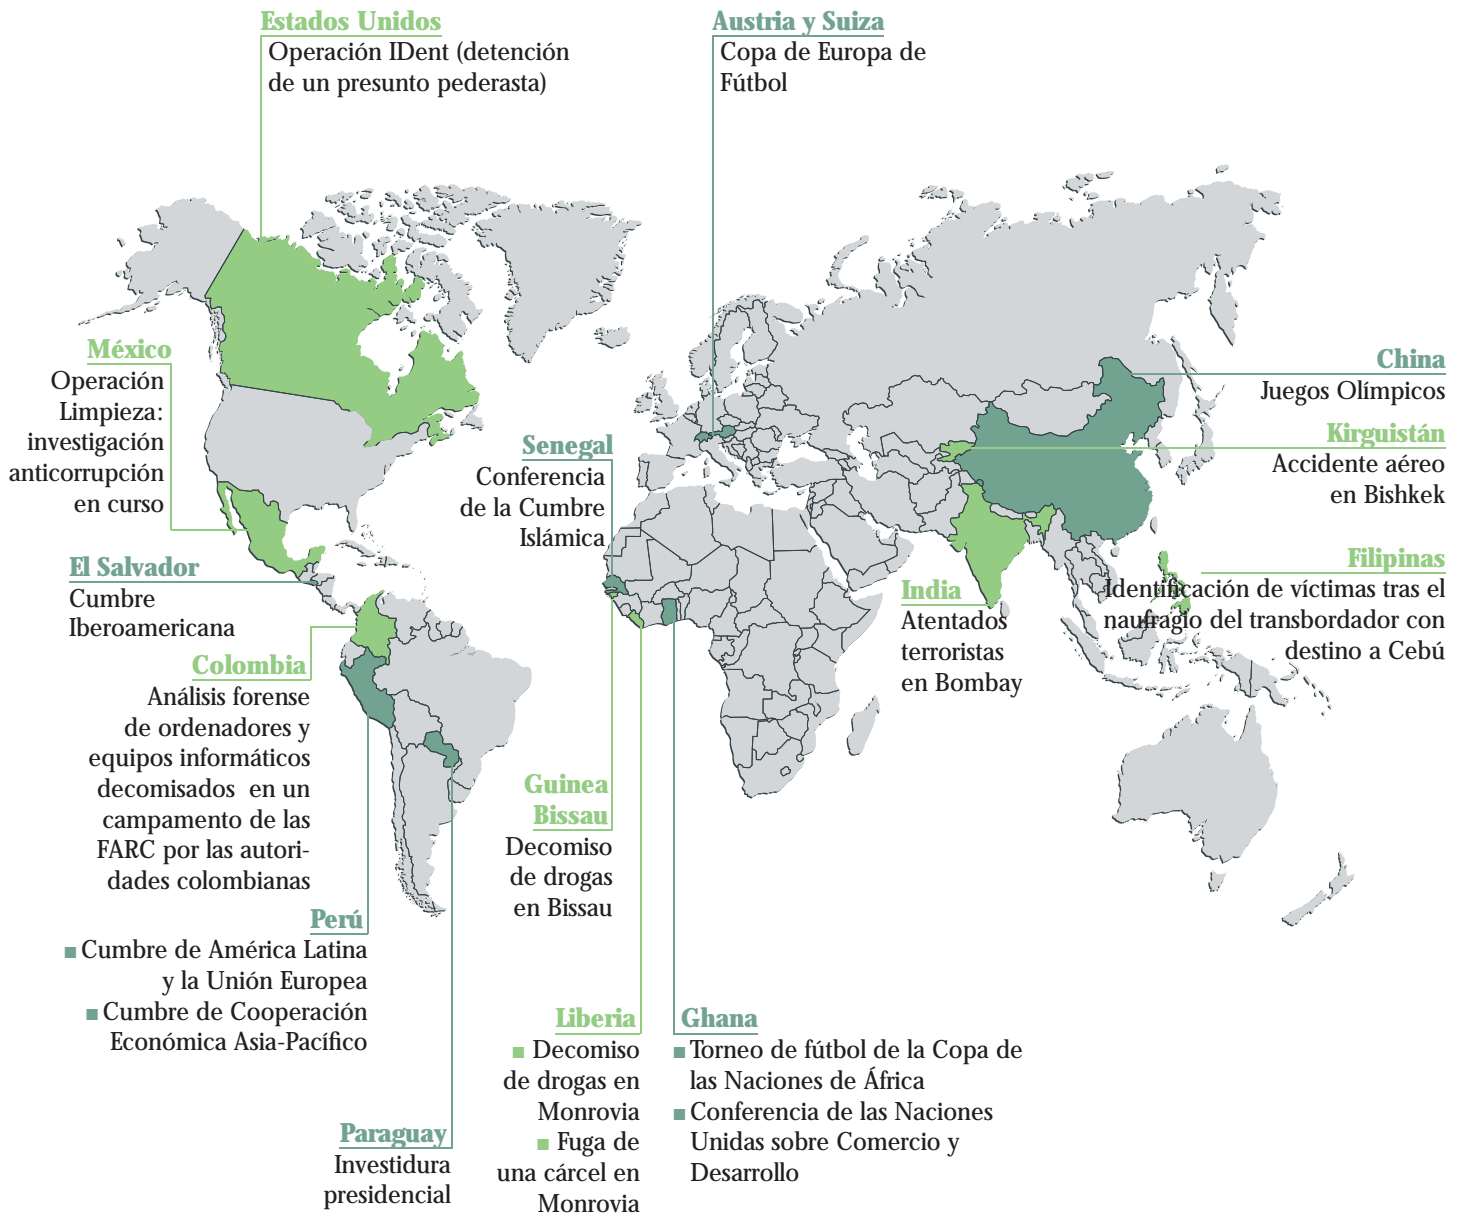 Estados Unidos
Operación IDent (detención
de un presunto pederasta)
Austria y Suiza
Copa de Europa de
Fútbol
México
Operación
Limpieza:
investigación
anticorrupción
en curso
China
Juegos Olímpicos
Kirguistán
Accidente aéreo
en Bishkek
Senegal
Conferencia
de la Cumbre
Islámica
El Salvador
Cumbre
Iberoamericana
Filipinas
Identificación de víctimas tras el
naufragio del transbordador con
destino a Cebú
India
Atentados
terroristas
en Bombay
Colombia
Análisis forense
de ordenadores y
equipos informáticos
decomisados en un
campamento de las
FARC por las autori-
dades colombianas
Guinea
Bissau
Decomiso
de drogas
en Bissau
Perú
Cumbre de América Latina
y la Unión Europea
Cumbre de Cooperación
Económica Asia-Pacífico
Liberia
Decomiso
de drogas en
Monrovia
Fuga de
una cárcel en
Monrovia
Ghana
Torneo de fútbol de la Copa de
las Naciones de África
Conferencia de las Naciones
Unidas sobre Comercio y
Desarrollo
Paraguay
Investidura
presidencial